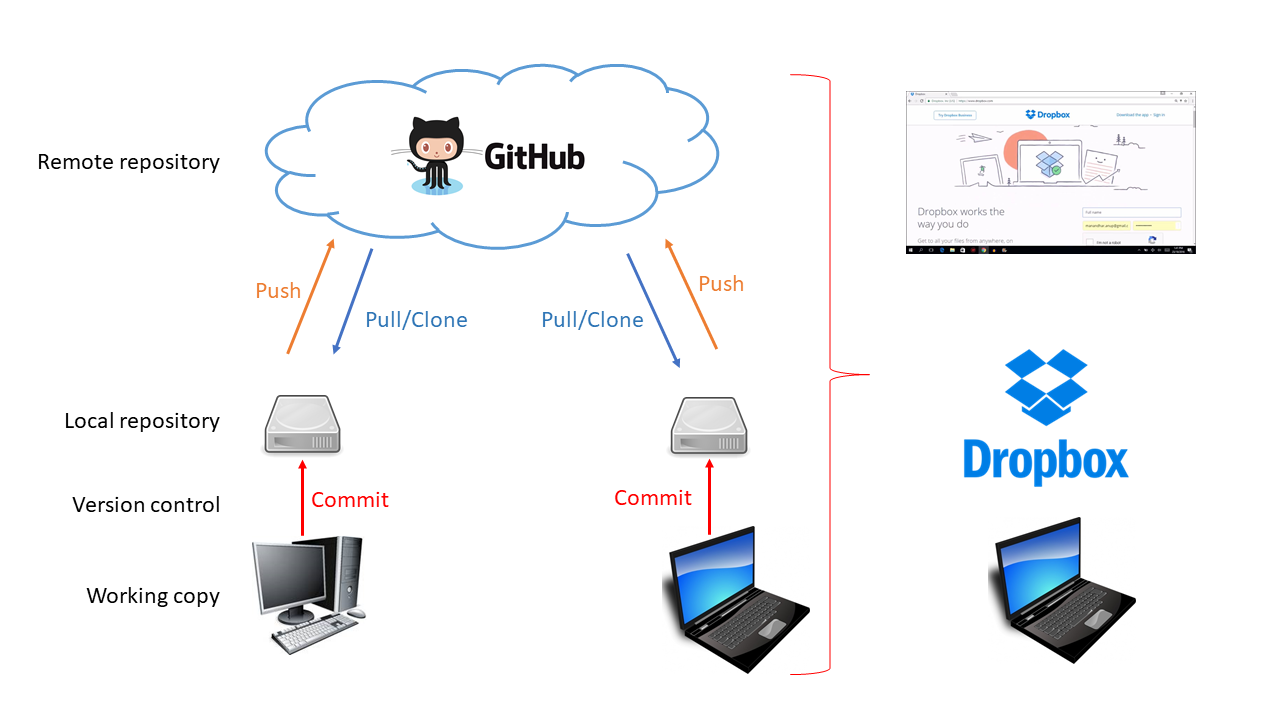 Remote repository
GitHub
Push
Pull/Clone
Pull/Clone
Push
Local repository
Version control
Commit
Commit
Working copy
Dropbox
Try Dropbox Business
Dropbox
Download the app
Sign in
Dropbox works the
way you do
Full name
Get to all your files from anywhere, on
I'm not a robot
Dropbox